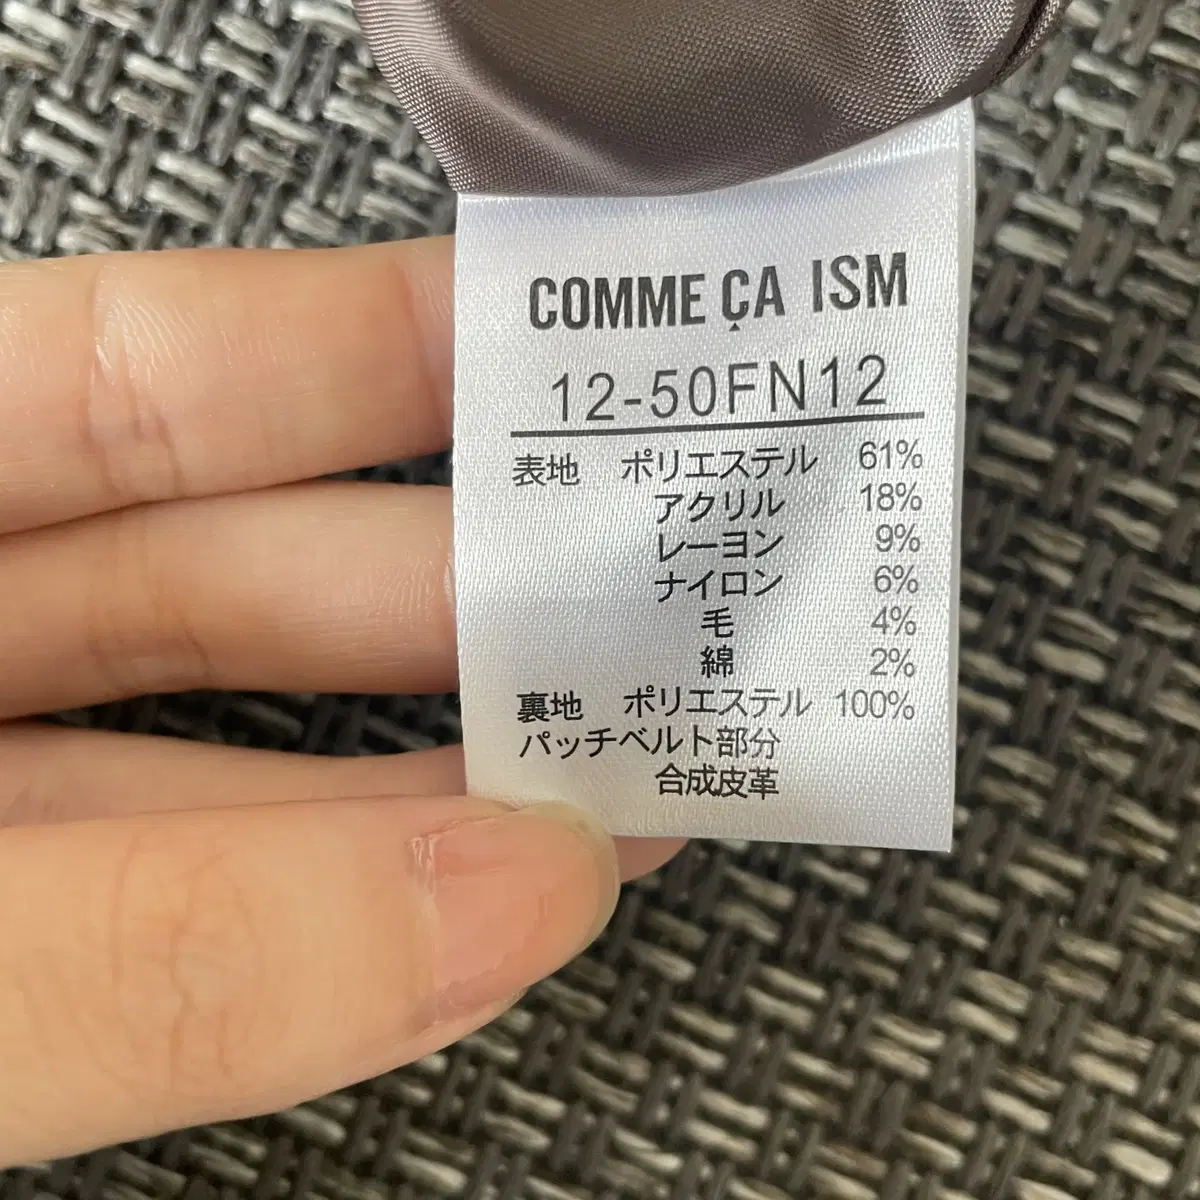 COMME ÇA ISM
12-50FN12
表地 ポリエステル 61%
アクリル 18%
レーヨン 9%
ナイロン 6%
毛 4%
綿 2%
裏地 ポリエステル 100%
パッチベルト部分
合成皮革